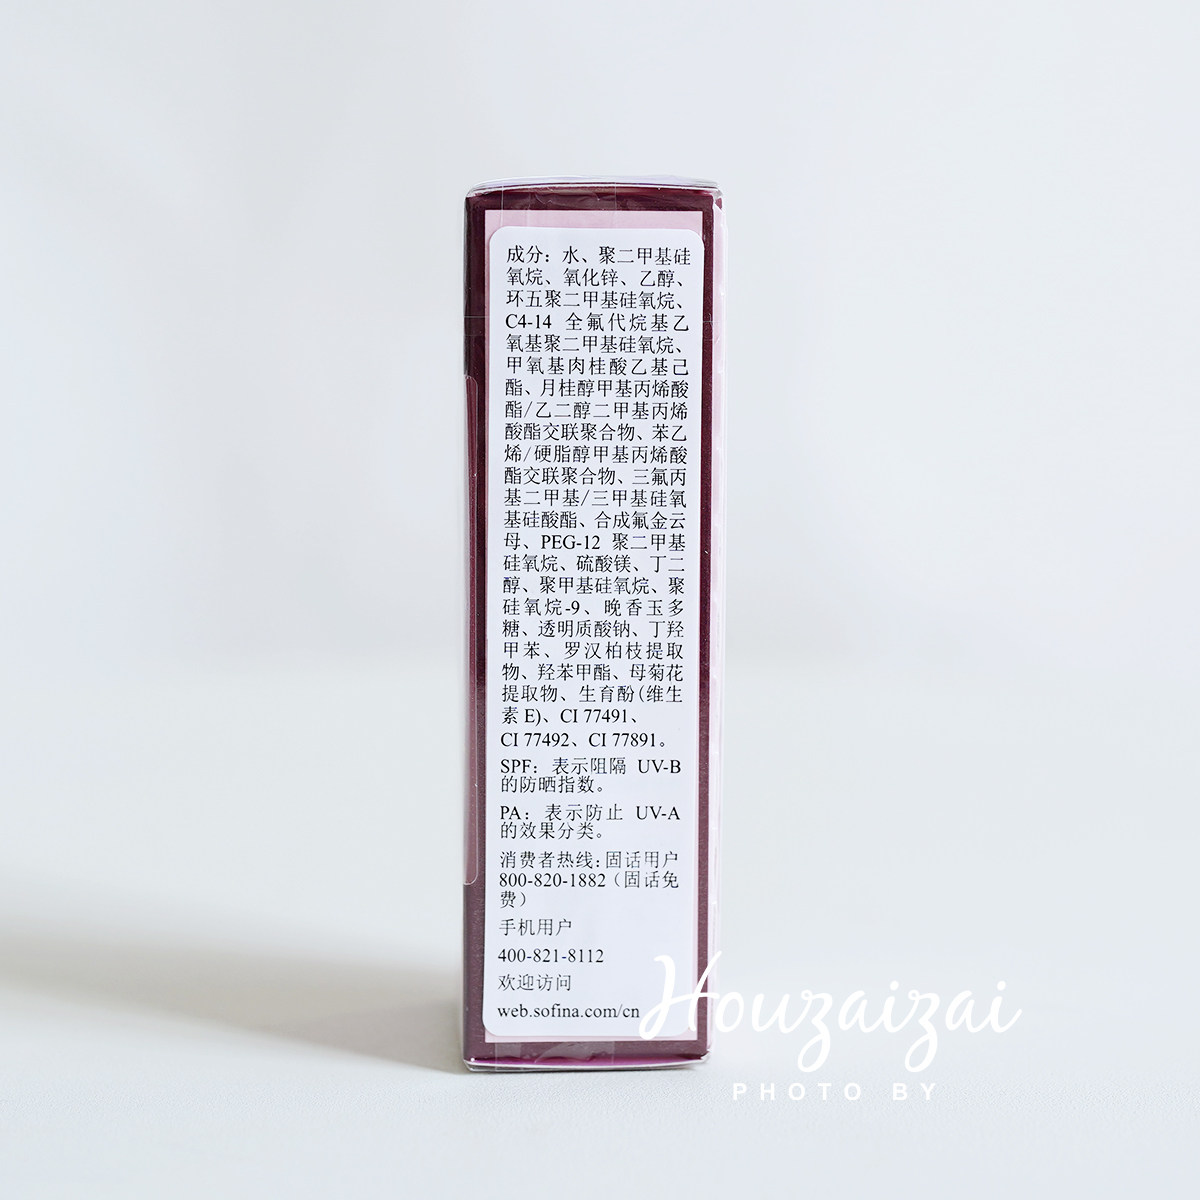 成分：水、聚二甲基硅
氧烷、氧化锌、乙醇、
环五聚二甲基硅氧烷、
C4-14 全氟代烷基乙
氧基聚二甲基硅氧烷、
甲氧基肉桂酸乙基己
酯、月桂醇甲基丙烯酸
酯/乙二醇二甲基丙烯
酸酯交联聚合物、苯乙
烯/硬脂醇甲基丙烯酸
酯交联聚合物、三氟丙
基二甲基/三甲基硅氧
基硅酸酯、合成氟金云
母、PEG-12 聚二甲基
硅氧烷、硫酸镁、丁二
醇、聚甲基硅氧烷、聚
硅氧烷-9、晚香玉多
糖、透明质酸钠、丁羟
甲苯、罗汉柏枝提取
物、羟苯甲酯、母菊花
提取物、生育酚(维生
素 E)、CI 77491、
CI 77492、CI 77891。
SPF：表示阻隔 UV-B
的防晒指数。
PA：表示防止 UV-A
的效果分类。
消费者热线：固话用户
800-820-1882（固话免
费）
手机用户
400-821-8112
欢迎访问
web.sofina.com/cn
Houzaizai
PHOTO BY